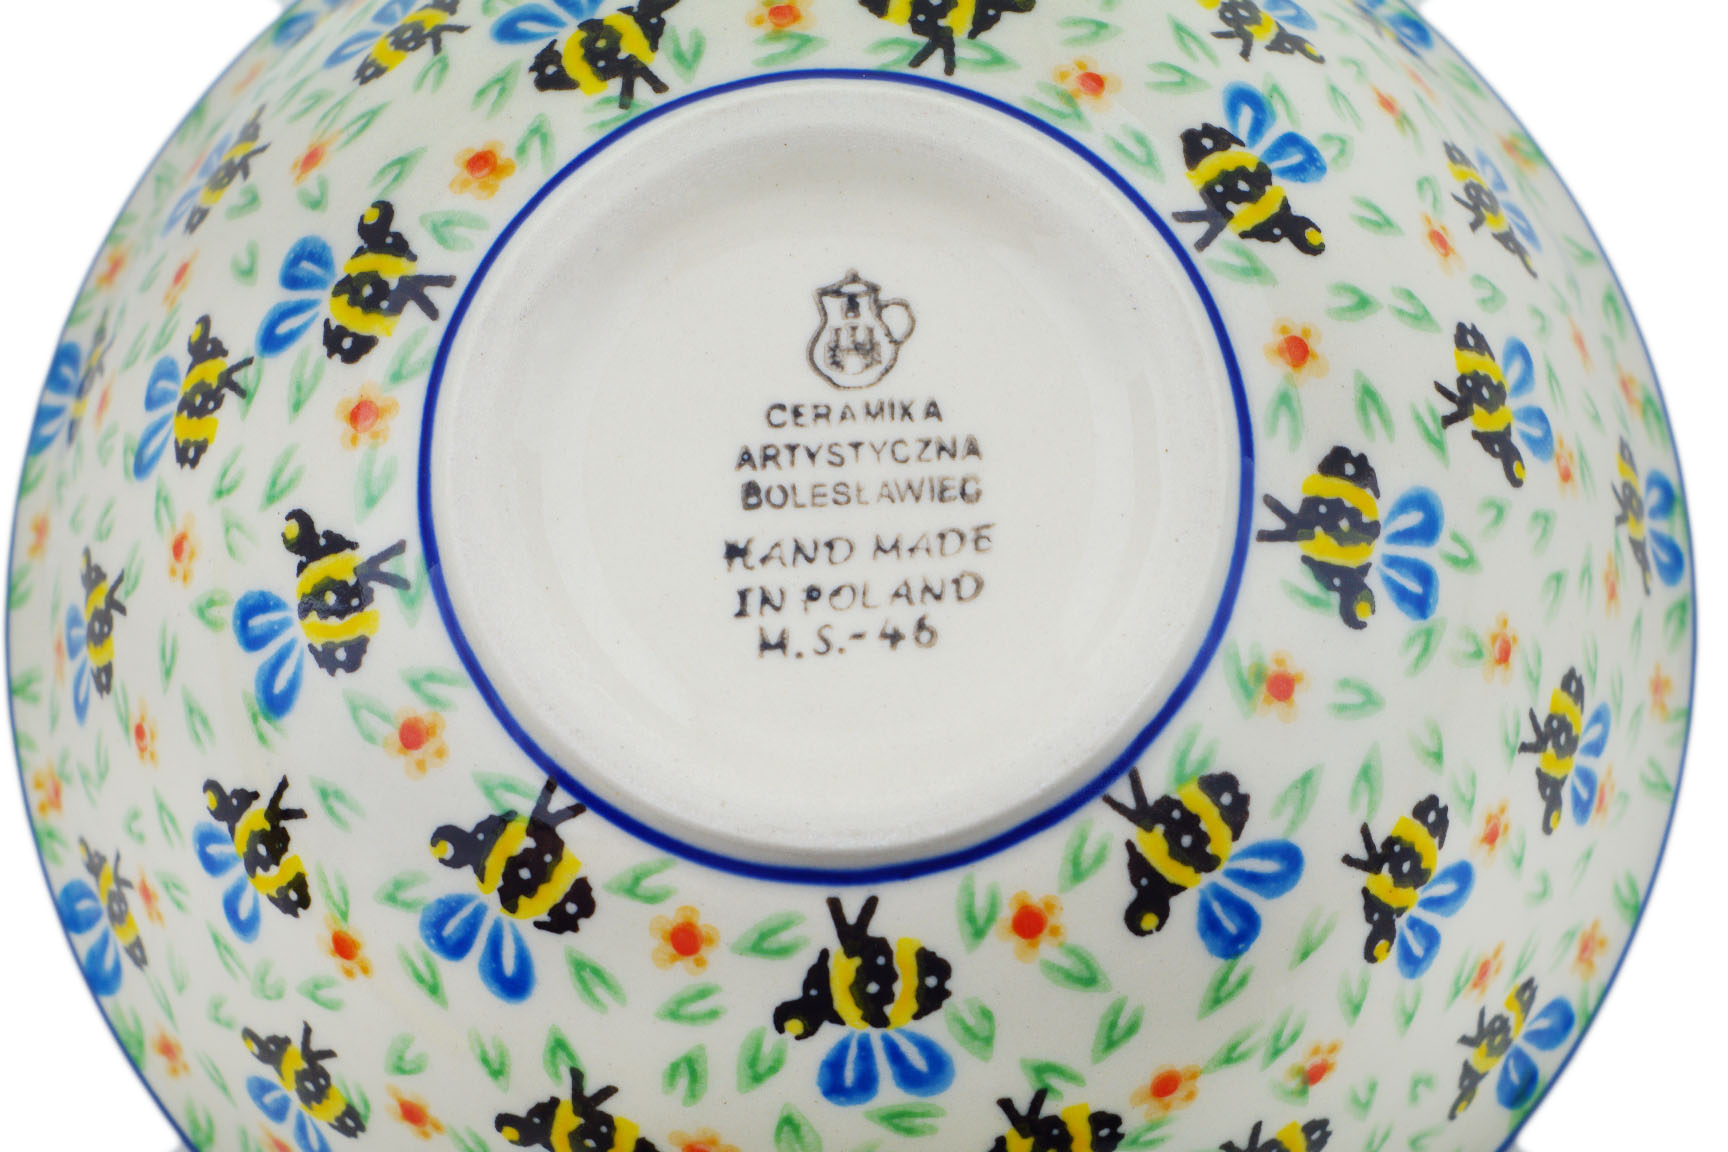 CERAMIKA
ARTYSTYCZNA
BOLESŁAWIEC
HAND MADE
IN POLAND
M.S.-46